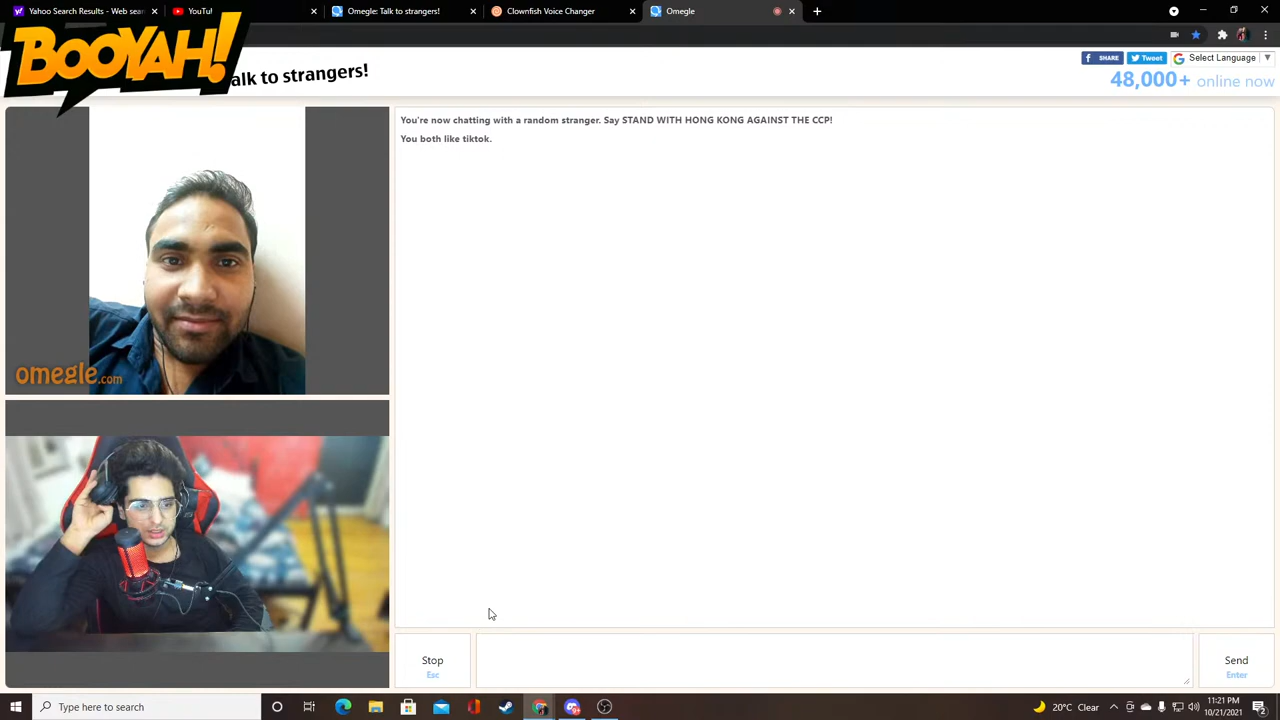 Yahoo Search Results - Web sear
YouTube
Omegle: Talk to strangers!
Clownfish Voice Changer
Omegle
BOOYAH!
alk to strangers!
SHARE
Tweet
Select Language
48,000+ online now
You're now chatting with a random stranger. Say STAND WITH HONG KONG AGAINST THE CCP!
You both like tiktok.
omegle.com
Stop
Esc
Send
Enter
Type here to search
20°C Clear
11:21 PM
10/21/2021